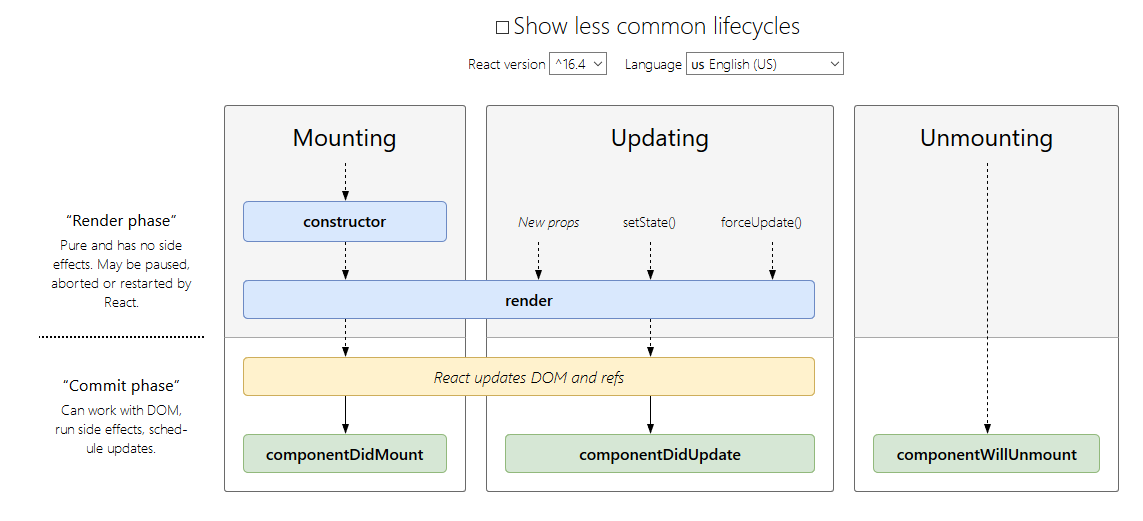 Show less common lifecycles
React version ^16.4 Language us English (US)
Mounting
Updating
Unmounting
“Render phase”
Pure and has no side
effects. May be paused,
aborted or restarted by
React.
constructor
New props
setState()
forceUpdate()
render
“Commit phase”
Can work with DOM,
run side effects, sched-
ule updates.
React updates DOM and refs
componentDidMount
componentDidUpdate
componentWillUnmount